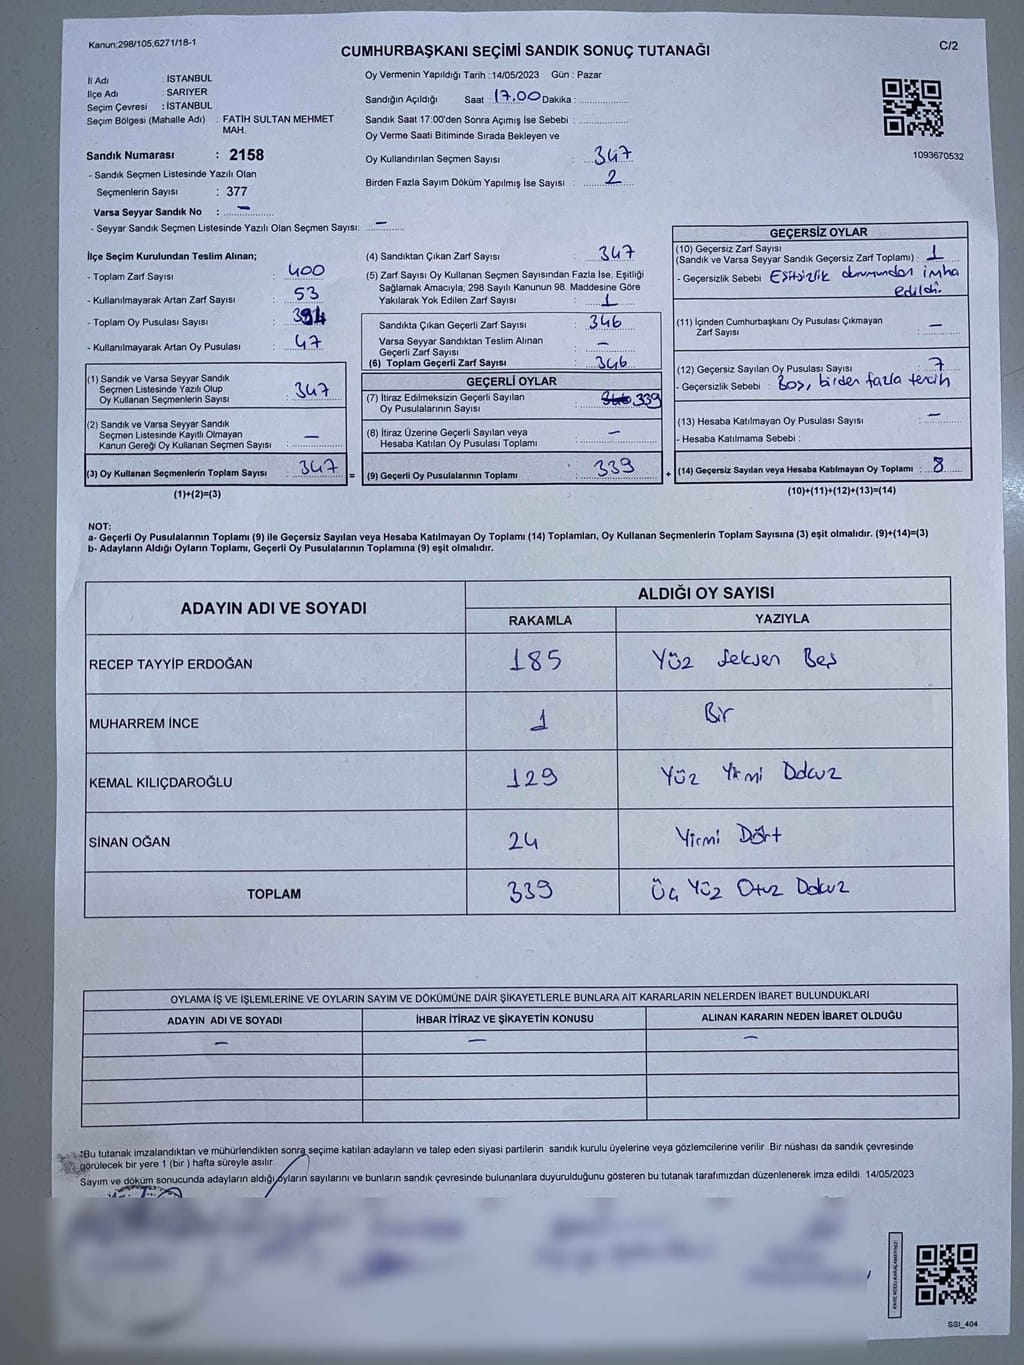 Kanun;298/105,6271/18-1
C/2
CUMHURBAŞKANI SEÇİMİ SANDIK SONUÇ TUTANAĞI
İl Adı : İSTANBUL
İlçe Adı : SARIYER
Seçim Çevresi : İSTANBUL
Seçim Bölgesi (Mahalle Adı) : FATİH SULTAN MEHMET
MAH.
Sandık Numarası : 2158
- Sandık Seçmen Listesinde Yazılı Olan
Seçmenlerin Sayısı : 377
Varsa Seyyar Sandık No : –
- Seyyar Sandık Seçmen Listesinde Yazılı Olan Seçmen Sayısı: –
Oy Vermenin Yapıldığı Tarih :14/05/2023 Gün : Pazar
Sandığın Açıldığı Saat :17.00 Dakika :
Sandık Saat 17:00'den Sonra Açımış İse Sebebi :
Oy Verme Saati Bitiminde Sırada Bekleyen ve
Oy Kullandırılan Seçmen Sayısı : 347
Birden Fazla Sayım Döküm Yapılmış İse Sayısı : 2
1093670532
İlçe Seçim Kurulundan Teslim Alınan;
- Toplam Zarf Sayısı : 400
- Kullanılmayarak Artan Zarf Sayısı : 53
- Toplam Oy Pusulası Sayısı :
- Kullanılmayarak Artan Oy Pusulası : 47
(1) Sandık ve Varsa Seyyar Sandık
Seçmen Listesinde Yazılı Olup
Oy Kullanan Seçmenlerin Sayısı : 347
(2) Sandık ve Varsa Seyyar Sandık
Seçmen Listesinde Kayıtlı Olmayan
Kanun Gereği Oy Kullanan Seçmen Sayısı : –
(3) Oy Kullanan Seçmenlerin Toplam Sayısı : 347 =
(1)+(2)=(3)
(4) Sandıktan Çıkan Zarf Sayısı : 347
(5) Zarf Sayısı Oy Kullanan Seçmen Sayısından Fazla İse, Eşitliği
Sağlamak Amacıyla; 298 Sayılı Kanunun 98. Maddesine Göre
Yakılarak Yok Edilen Zarf Sayısı : 1
Sandıkta Çıkan Geçerli Zarf Sayısı : 346
Varsa Seyyar Sandıktan Teslim Alınan
Geçerli Zarf Sayısı : –
(6) Toplam Geçerli Zarf Sayısı : 346
GEÇERLİ OYLAR
(7) İtiraz Edilmeksizin Geçerli Sayılan
Oy Pusulalarının Sayısı : 339
(8) İtiraz Üzerine Geçerli Sayılan veya
Hesaba Katılan Oy Pusulası Toplamı : –
(9) Geçerli Oy Pusulalarının Toplamı : 339 +
GEÇERSİZ OYLAR
(10) Geçersiz Zarf Sayısı
(Sandık ve Varsa Seyyar Sandık Geçersiz Zarf Toplamı) : 1
- Geçersizlik Sebebi : Eşitsizlik durumundan imha
edildi.
(11) İçinden Cumhurbaşkanı Oy Pusulası Çıkmayan
Zarf Sayısı : –
(12) Geçersiz Sayılan Oy Pusulası Sayısı : 7
- Geçersizlik Sebebi : Boş, birden fazla tercih
(13) Hesaba Katılmayan Oy Pusulası Sayısı : –
- Hesaba Katılmama Sebebi :
(14) Geçersiz Sayılan veya Hesaba Katılmayan Oy Toplamı : 8
(10)+(11)+(12)+(13)=(14)
NOT:
a- Geçerli Oy Pusulalarının Toplamı (9) ile Geçersiz Sayılan veya Hesaba Katılmayan Oy Toplamı (14) Toplamları, Oy Kullanan Seçmenlerin Toplam Sayısına (3) eşit olmalıdır. (9)+(14)=(3)
b- Adayların Aldığı Oyların Toplamı, Geçerli Oy Pusulalarının Toplamına (9) eşit olmalıdır.
ADAYIN ADI VE SOYADI
ALDIĞI OY SAYISI
RAKAMLA YAZIYLA
RECEP TAYYİP ERDOĞAN 185 Yüz seksen Beş
MUHARREM İNCE 1 Bir
KEMAL KILIÇDAROĞLU 129 Yüz Yirmi Dokuz
SİNAN OĞAN 24 Yirmi Dört
TOPLAM 339 Üç Yüz Otuz Dokuz
OYLAMA İŞ VE İŞLEMLERİNE VE OYLARIN SAYIM VE DÖKÜMÜNE DAİR ŞİKAYETLERLE BUNLARA AİT KARARLARIN NELERDEN İBARET BULUNDUKLARI
ADAYIN ADI VE SOYADI İHBAR İTİRAZ VE ŞİKAYETİN KONUSU ALINAN KARARIN NEDEN İBARET OLDUĞU
– – –
*Bu tutanak imzalandıktan ve mühürlendikten sonra seçime katılan adayların ve talep eden siyasi partilerin sandık kurulu üyelerine veya gözlemcilerine verilir. Bir nüshası da sandık çevresinde
görülecek bir yere 1 (bir) hafta süreyle asılır.
Sayım ve döküm sonucunda adayların aldığı oyların sayılarını ve bunların sandık çevresinde bulunanlara duyurulduğunu gösteren bu tutanak tarafımızdan düzenlenerek imza edildi. 14/05/2023
SSI_404